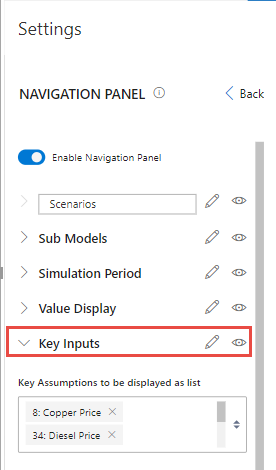 Settings
NAVIGATION PANEL
Back
Enable Navigation Panel
Scenarios
Sub Models
Simulation Period
Value Display
Key Inputs
Key Assumptions to be displayed as list
8: Copper Price ×
34: Diesel Price ×